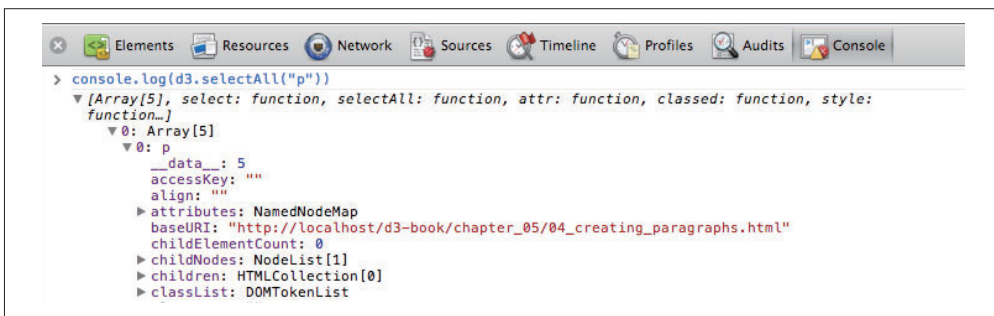 Elements Resources Network Sources Timeline Profiles Audits Console
> console.log(d3.selectAll("p"))
▼[Array[5], select: function, selectAll: function, attr: function, classed: function, style:
function…]
▼0: Array[5]
▼0: p
__data__: 5
accessKey: ""
align: ""
▶attributes: NamedNodeMap
baseURI: "http://localhost/d3-book/chapter_05/04_creating_paragraphs.html"
childElementCount: 0
▶childNodes: NodeList[1]
▶children: HTMLCollection[0]
▶classList: DOMTokenList